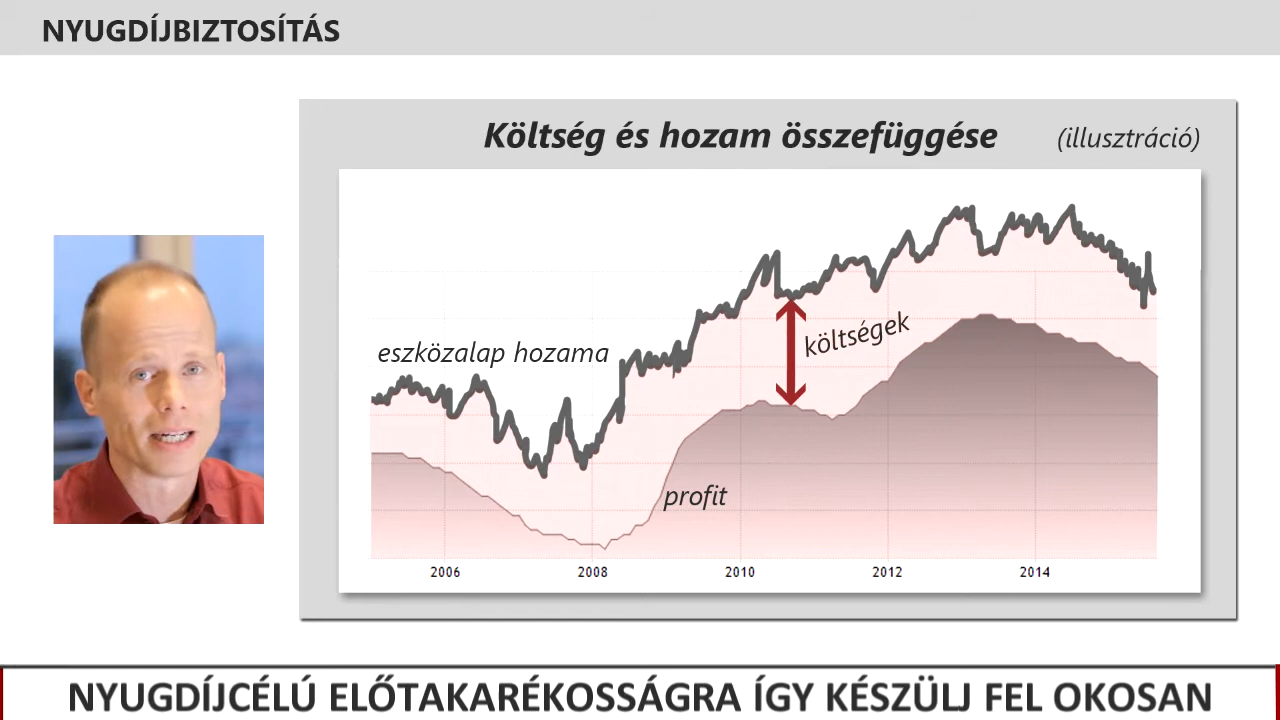 NYUGDÍJBIZTOSÍTÁS
Költség és hozam összefüggése (illusztráció)
költségek
eszközalap hozama
profit
2006 2008 2010 2012 2014
NYUGDÍJCÉLÚ ELŐTAKARÉKOSSÁGRA ÍGY KÉSZÜLJ FEL OKOSAN